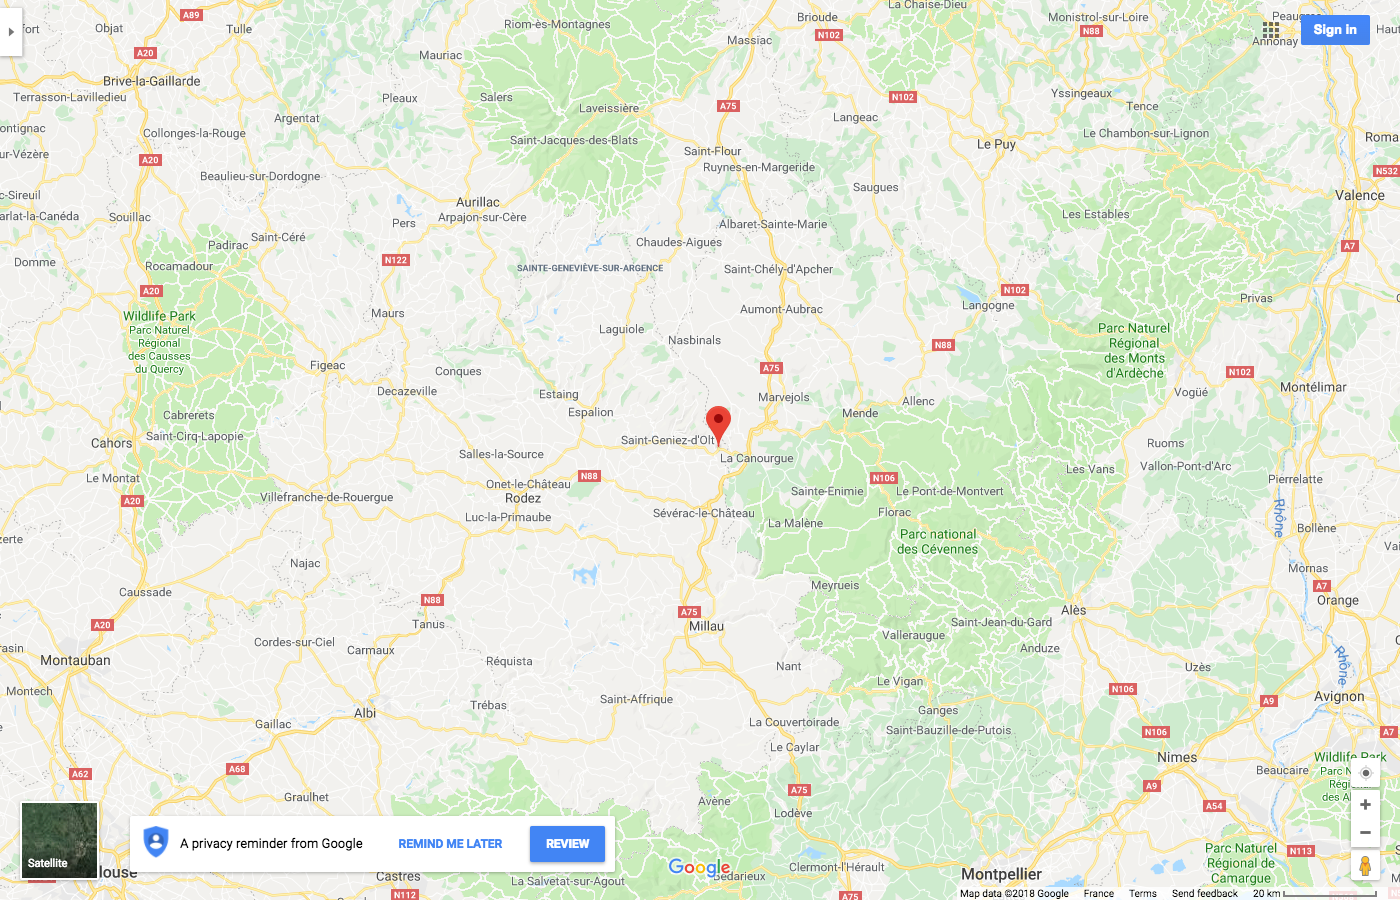 A89
fort
Objat
Tulle
Riom-ès-Montagnes
Brioude
La Chaise-Dieu
Monistrol-sur-Loire
Peaug
Sign in
Haut
N102
N88
Annonay
A20
Mauriac
Massiac
Brive-la-Gaillarde
Terrasson-Lavilledieu
Pleaux
Salers
Laveissière
A75
N102
Yssingeaux
Tence
ontignac
Collonges-la-Rouge
Argentat
Saint-Jacques-des-Blats
Langeac
Le Chambon-sur-Lignon
Roma
ur-Vézère
A20
Saint-Flour
Le Puy
Ruynes-en-Margeride
N532
Beaulieu-sur-Dordogne
Saugues
c-Sireuil
Valence
Aurillac
arlat-la-Canéda
Souillac
Pers
Arpajon-sur-Cère
Albaret-Sainte-Marie
Les Estables
Padirac
Saint-Céré
Chaudes-Aigues
A7
Domme
Rocamadour
N122
SAINTE-GENEVIÈVE-SUR-ARGENCE
Saint-Chély-d'Apcher
A20
N102
Langogne
Privas
Wildlife Park
Parc Naturel
Régional
des Causses
du Quercy
Maurs
Laguiole
Nasbinals
Aumont-Aubrac
N88
Parc Naturel
Régional
des Monts
d'Ardèche
Figeac
Conques
A75
N102
Decazeville
Estaing
Marvejols
Allenc
Vogüé
Montélimar
Cabrerets
Espalion
Mende
Cahors
Saint-Cirq-Lapopie
Saint-Geniez-d'Olt
Ruoms
Salles-la-Source
La Canourgue
Les Vans
Vallon-Pont-d'Arc
Le Montat
N88
N106
Pierrelatte
A20
Villefranche-de-Rouergue
Onet-le-Château
Rodez
Sainte-Enimie
Le Pont-de-Montvert
Luc-la-Primaube
Sévérac-le-Château
La Malène
Florac
Rhône
Bollène
zerte
Parc national
des Cévennes
Vai
Najac
Mornas
Caussade
Meyrueis
A7
N88
Orange
A20
Tanus
A75
Millau
Alès
Saint-Jean-du-Gard
rasin
Montauban
Cordes-sur-Ciel
Carmaux
Réquista
Valleraugue
Anduze
Rhône
Nant
Uzès
Montech
Saint-Affrique
Le Vigan
N106
A9
Avignon
Trébas
Albi
Ganges
Gaillac
La Couvertoirade
Saint-Bauzille-de-Putois
N106
A7
Le Caylar
Nimes
Wildlife Park
A62
A68
Beaucaire
Parc N
Régiona
des Al
Graulhet
A75
A9
A54
Avène
Lodève
A privacy reminder from Google
REMIND ME LATER
REVIEW
Satellite
louse
Castres
Google
Clermont-l'Hérault
Parc Naturel
Régional de
Camargue
N113
Montpellier
La Salvetat-sur-Agout
Bédarieux
N112
A75
Map data ©2018 Google
France
Terms
Send feedback
20 km